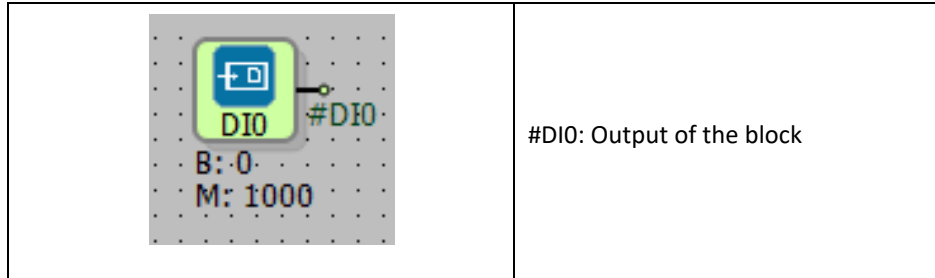 D
DI0
#DI0
B: 0
M: 1000
#DI0: Output of the block